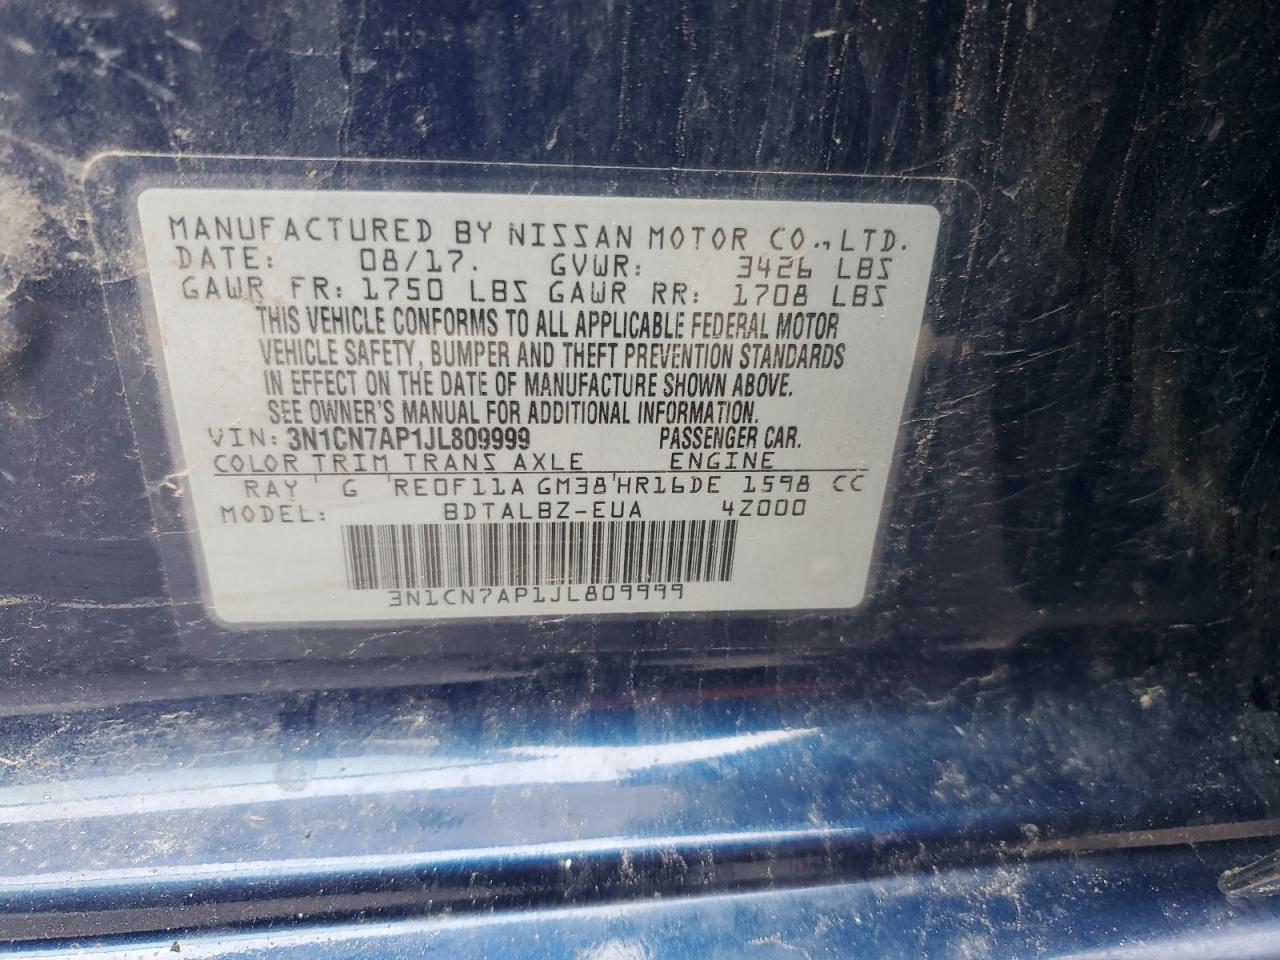 MANUFACTURED BY NISSAN MOTOR CO., LTD.
DATE: 08/17. GVWR: 3426 LBS
GAWR FR: 1750 LBS GAWR RR: 1708 LBS
THIS VEHICLE CONFORMS TO ALL APPLICABLE FEDERAL MOTOR
VEHICLE SAFETY, BUMPER AND THEFT PREVENTION STANDARDS
IN EFFECT ON THE DATE OF MANUFACTURE SHOWN ABOVE.
SEE OWNER'S MANUAL FOR ADDITIONAL INFORMATION.
VIN: 3N1CN7AP1JL809999 PASSENGER CAR.
COLOR TRIM TRANS AXLE ENGINE
RAY G RE0F11A GM38 HR16DE 1598 CC
MODEL: BDTALBZ-EUA 4Z000
3N1CN7AP1JL809999